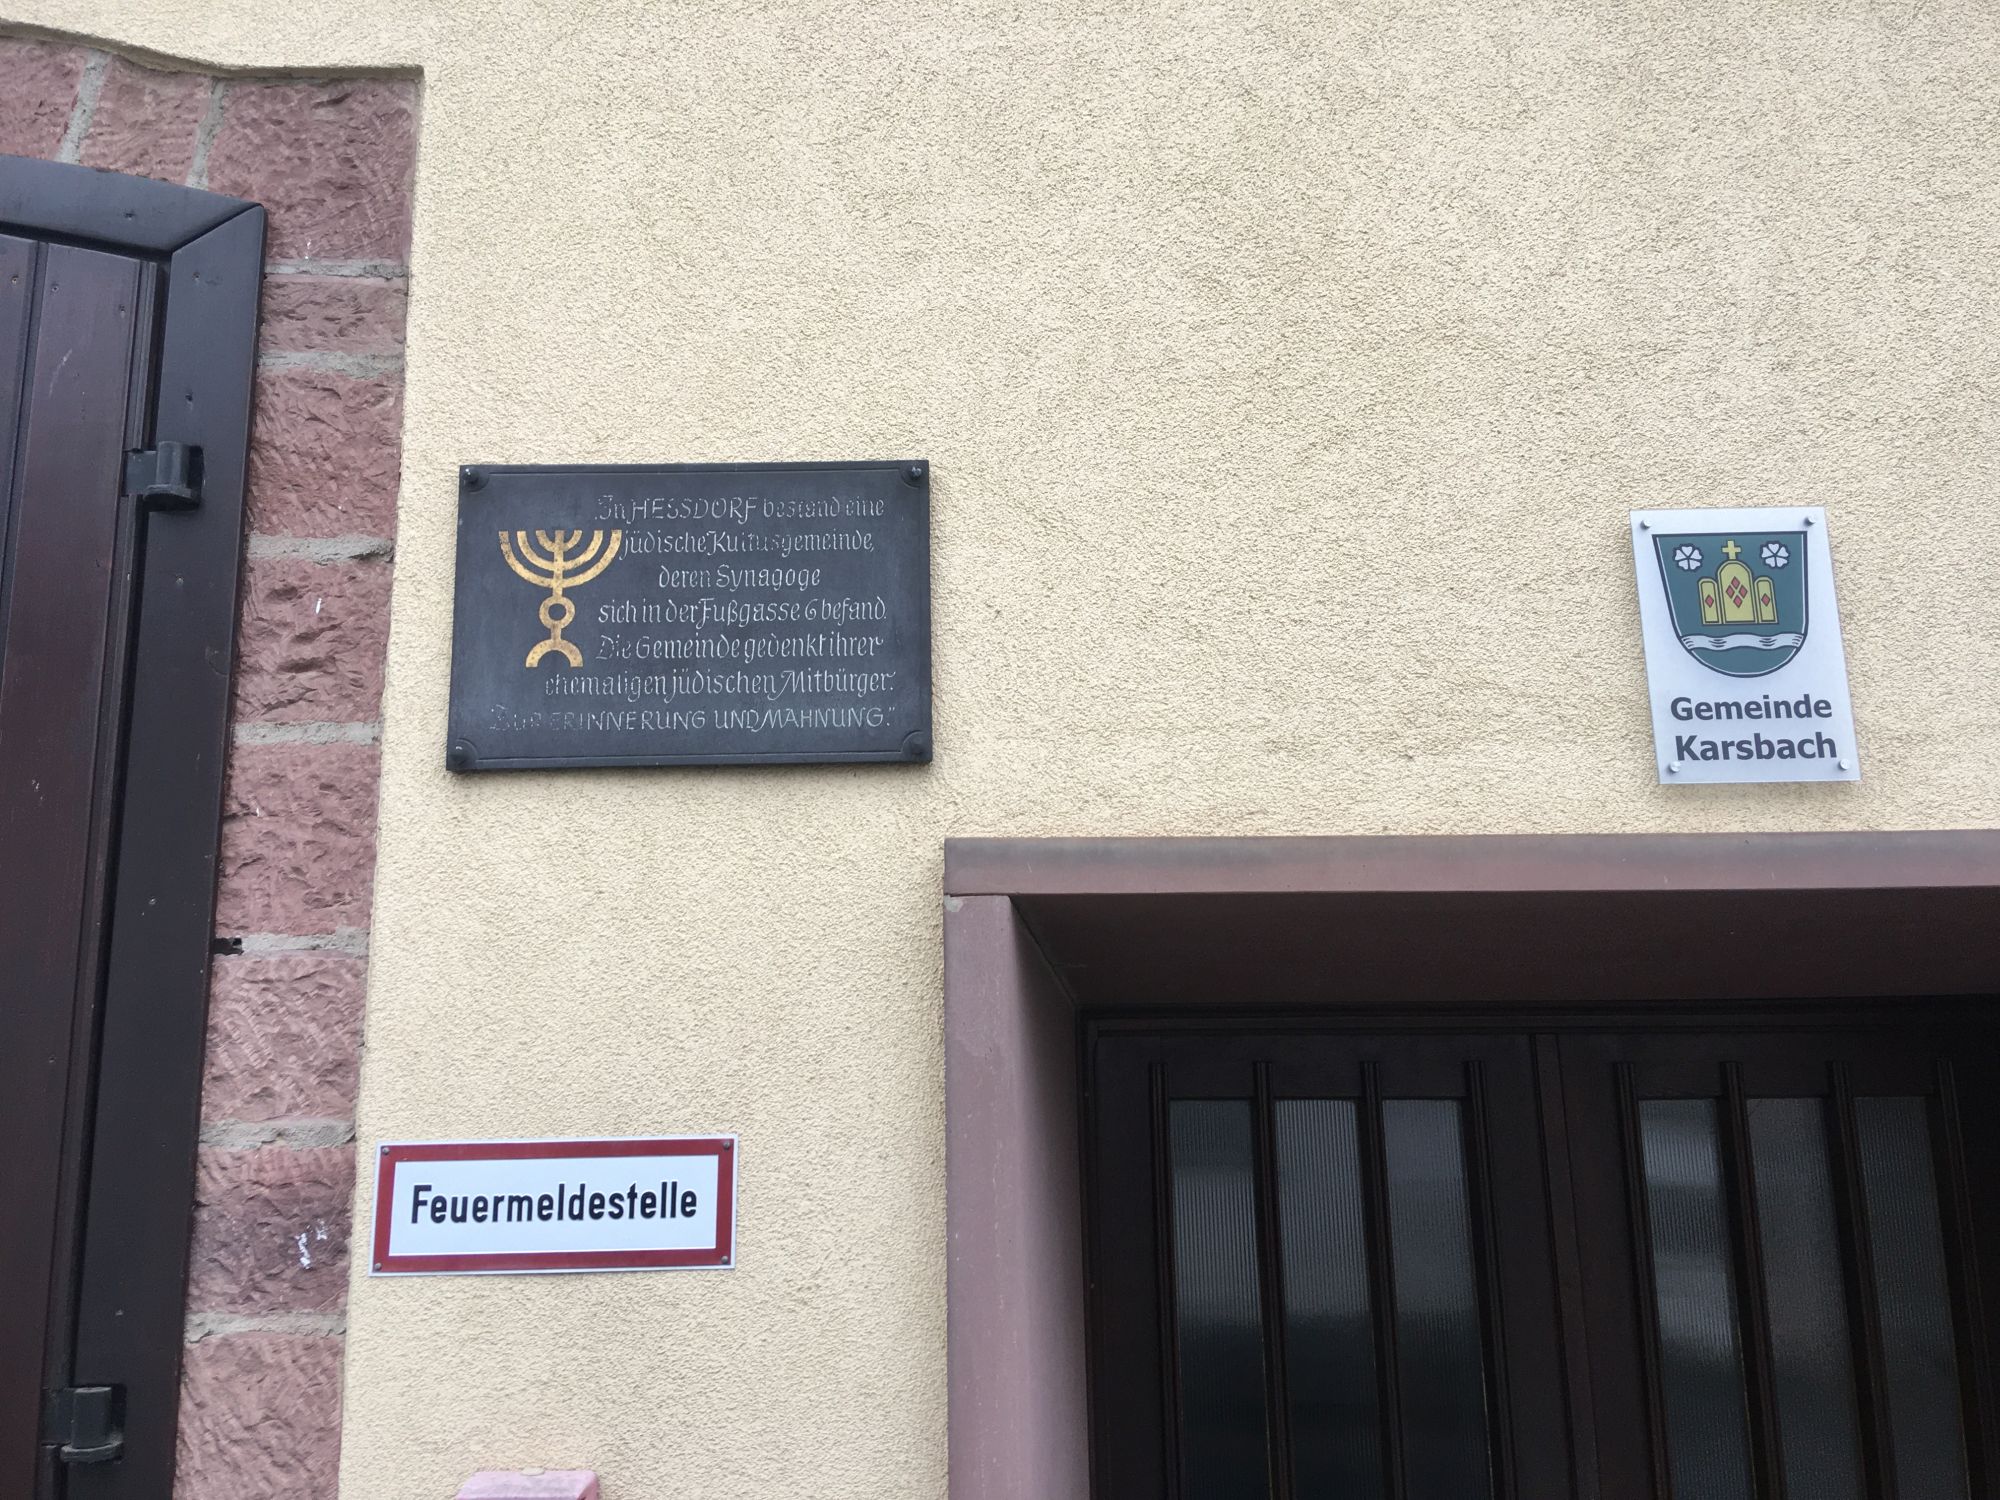 In HESSDORF bestand eine
jüdische Kultusgemeinde,
deren Synagoge
sich in der Fußgasse 6 befand.
Die Gemeinde gedenkt ihrer
ehemaligen jüdischen Mitbürger.
ZUR ERINNERUNG UND MAHNUNG."
Gemeinde
Karsbach
Feuermeldestelle